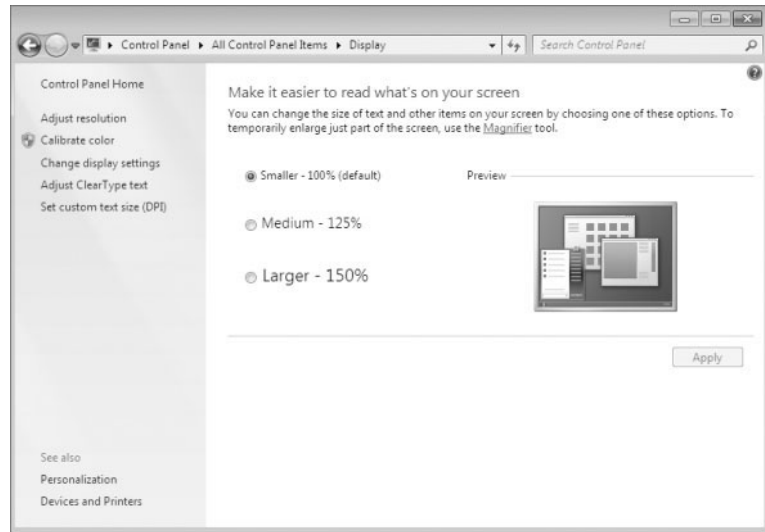 Control Panel ▸ All Control Panel Items ▸ Display
Search Control Panel
Control Panel Home
Adjust resolution
Calibrate color
Change display settings
Adjust ClearType text
Set custom text size (DPI)
Make it easier to read what's on your screen
You can change the size of text and other items on your screen by choosing one of these options. To
temporarily enlarge just part of the screen, use the Magnifier tool.
Smaller - 100% (default)
Preview
Medium - 125%
Larger - 150%
Apply
See also
Personalization
Devices and Printers